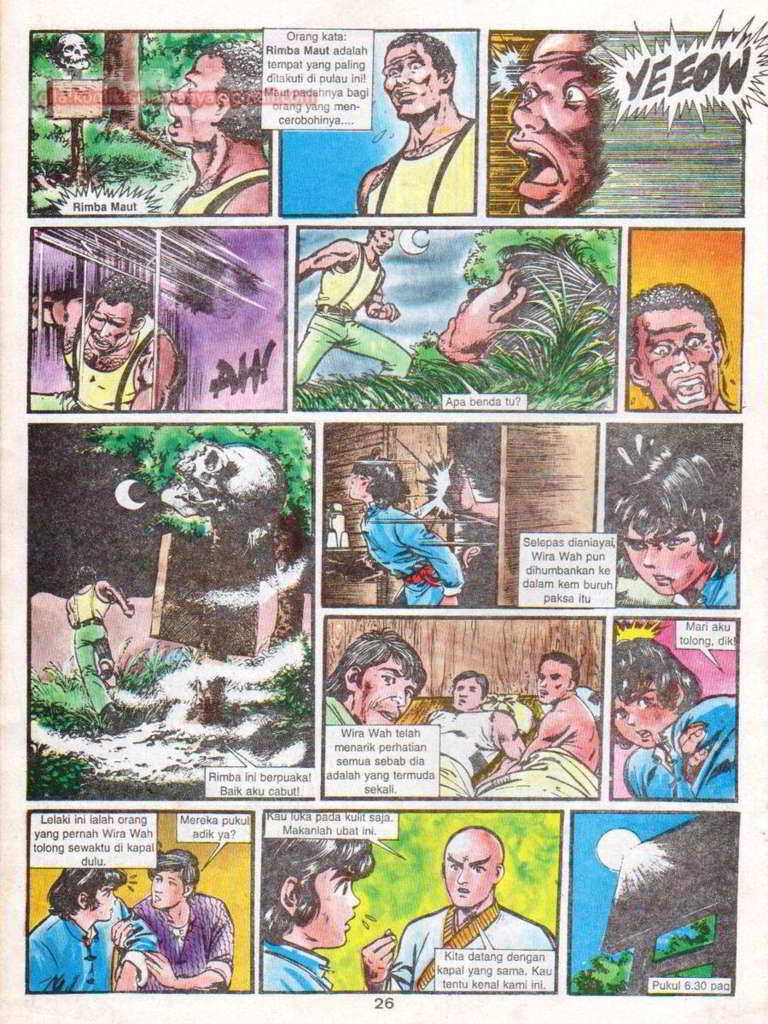 Rimba Maut
Orang kata:
Rimba Maut adalah
tempat yang paling
ditakuti di pulau ini!
Maut padahnya bagi
orang yang men-
cerobohinya....
YEEOW
AW!
Apa benda tu?
Rimba ini berpuaka!
Baik aku cabut!
Selepas dianiayai,
Wira Wah pun
dihumbankan ke
dalam kem buruh
paksa itu
Wira Wah telah
menarik perhatian
semua sebab dia
adalah yang termuda
sekali.
Mari aku
tolong, dik!
Lelaki ini ialah orang
yang pernah Wira Wah
tolong sewaktu di kapal
dulu.
Mereka pukul
adik ya?
Kau luka pada kulit saja.
Makanlah ubat ini.
Kita datang dengan
kapal yang sama. Kau
tentu kenal kami ini.
Pukul 6.30 pag
26